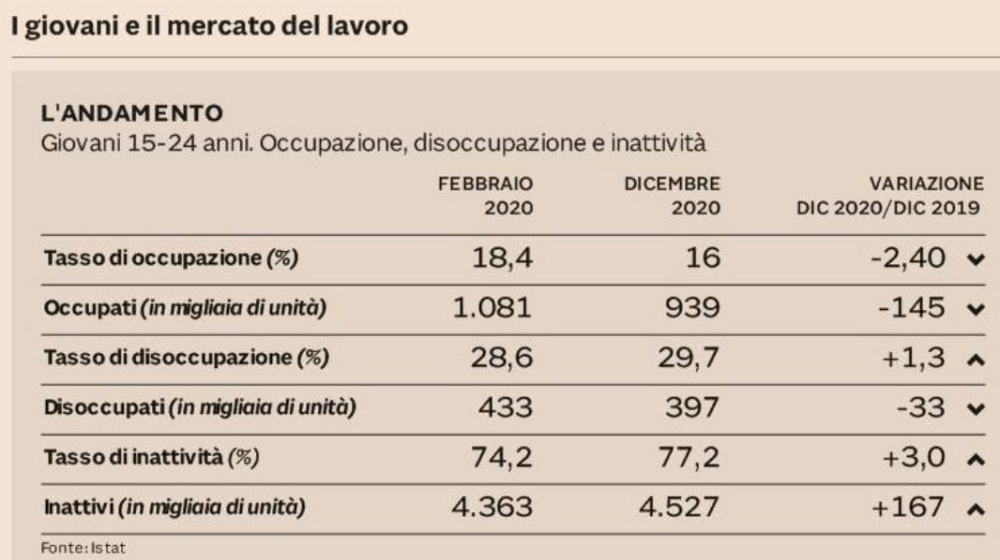 I giovani e il mercato del lavoro
L'ANDAMENTO
Giovani 15-24 anni. Occupazione, disoccupazione e inattività
FEBBRAIO 2020 DICEMBRE 2020 VARIAZIONE DIC 2020/DIC 2019
Tasso di occupazione (%) 18,4 16 -2,40
Occupati (in migliaia di unità) 1.081 939 -145
Tasso di disoccupazione (%) 28,6 29,7 +1,3
Disoccupati (in migliaia di unità) 433 397 -33
Tasso di inattività (%) 74,2 77,2 +3,0
Inattivi (in migliaia di unità) 4.363 4.527 +167
Fonte: Istat